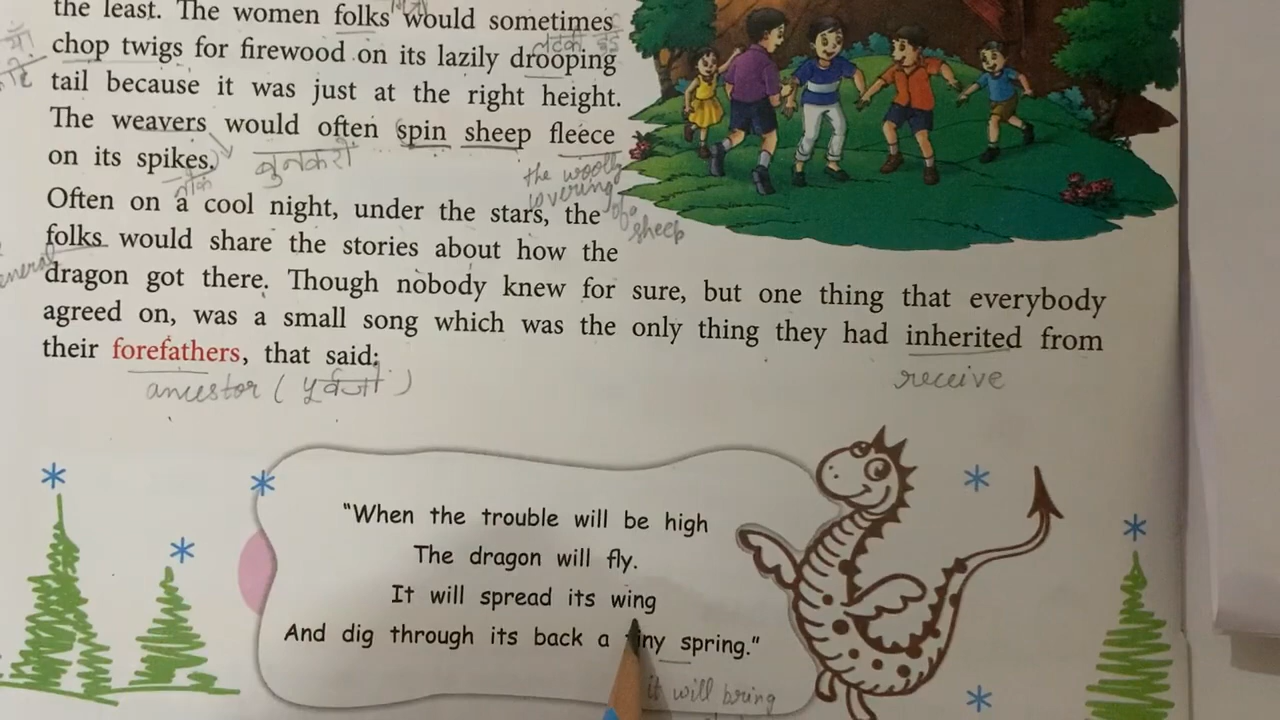 the least. The women folks would sometimes
chop twigs for firewood on its lazily drooping
tail because it was just at the right height.
The weavers would often spin sheep fleece
बुनकरों
on its spikes.
नोंक
the woolly
covering
of a
sheep
Often on a cool night, under the stars, the
folks would share the stories about how the
dragon got there. Though nobody knew for sure, but one thing that everybody
agreed on, was a small song which was the only thing they had inherited from
their forefathers, that said:
ancestor (पुर्वजों)
receive
"When the trouble will be high
The dragon will fly.
It will spread its wing
And dig through its back a tiny spring."
it will bring